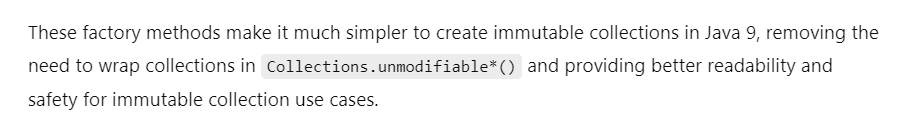 These factory methods make it much simpler to create immutable collections in Java 9, removing the
need to wrap collections in Collections.unmodifiable*() and providing better readability and
safety for immutable collection use cases.